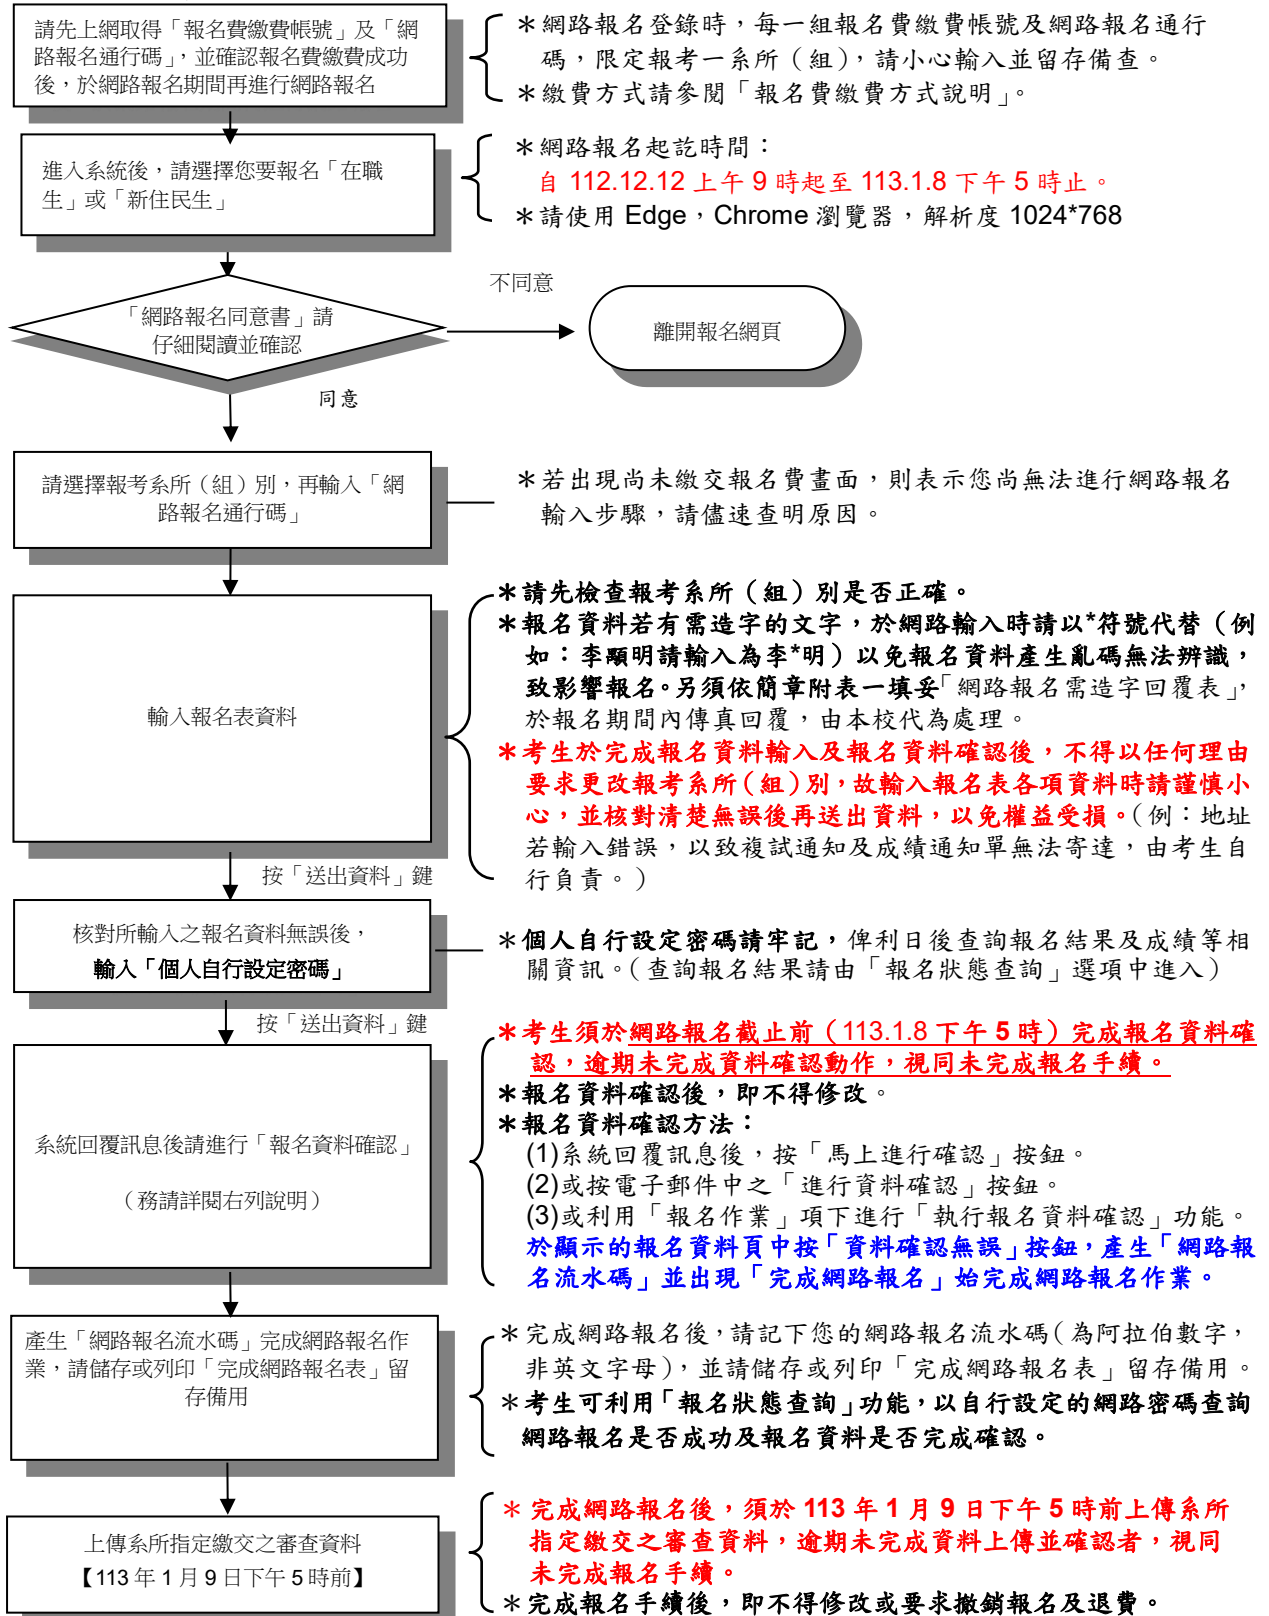 請先上網取得「報名費繳費帳號」及「網
路報名通行碼」，並確認報名費繳費成功
後，於網路報名期間再進行網路報名
＊網路報名登錄時，每一組報名費繳費帳號及網路報名通行
碼，限定報考一系所（組），請小心輸入並留存備查。
＊繳費方式請參閱「報名費繳費方式說明」。
進入系統後，請選擇您要報名「在職
生」或「新住民生」
＊網路報名起訖時間：
自 112.12.12 上午 9 時起至 113.1.8 下午 5 時止。
＊請使用 Edge，Chrome 瀏覽器，解析度 1024*768
「網路報名同意書」請
仔細閱讀並確認
不同意
離開報名網頁
同意
請選擇報考系所（組）別，再輸入「網
路報名通行碼」
＊若出現尚未繳交報名費畫面，則表示您尚無法進行網路報名
輸入步驟，請儘速查明原因。
輸入報名表資料
＊請先檢查報考系所（組）別是否正確。
＊報名資料若有需造字的文字，於網路輸入時請以*符號代替（例
如：李顯明請輸入為李*明）以免報名資料產生亂碼無法辨識，
致影響報名。另須依簡章附表一填妥「網路報名需造字回覆表」，
於報名期間內傳真回覆，由本校代為處理。
＊考生於完成報名資料輸入及報名資料確認後，不得以任何理由
要求更改報考系所（組）別，故輸入報名表各項資料時請謹慎小
心，並核對清楚無誤後再送出資料，以免權益受損。（例：地址
若輸入錯誤，以致複試通知及成績通知單無法寄達，由考生自
行負責。）
按「送出資料」鍵
核對所輸入之報名資料無誤後，
輸入「個人自行設定密碼」
＊個人自行設定密碼請牢記，俾利日後查詢報名結果及成績等相
關資訊。（查詢報名結果請由「報名狀態查詢」選項中進入）
按「送出資料」鍵
系統回覆訊息後請進行「報名資料確認」
（務請詳閱右列說明）
＊考生須於網路報名截止前（113.1.8 下午 5 時）完成報名資料確
認，逾期未完成資料確認動作，視同未完成報名手續。
＊報名資料確認後，即不得修改。
＊報名資料確認方法：
(1)系統回覆訊息後，按「馬上進行確認」按鈕。
(2)或按電子郵件中之「進行資料確認」按鈕。
(3)或利用「報名作業」項下進行「執行報名資料確認」功能。
於顯示的報名資料頁中按「資料確認無誤」按鈕，產生「網路報
名流水碼」並出現「完成網路報名」始完成網路報名作業。
產生「網路報名流水碼」完成網路報名作
業，請儲存或列印「完成網路報名表」留
存備用
＊完成網路報名後，請記下您的網路報名流水碼（為阿拉伯數字，
非英文字母），並請儲存或列印「完成網路報名表」留存備用。
＊考生可利用「報名狀態查詢」功能，以自行設定的網路密碼查詢
網路報名是否成功及報名資料是否完成確認。
上傳系所指定繳交之審查資料
【113 年 1 月 9 日下午 5 時前】
＊完成網路報名後，須於 113 年 1 月 9 日下午 5 時前上傳系所
指定繳交之審查資料，逾期未完成資料上傳並確認者，視同
未完成報名手續。
＊完成報名手續後，即不得修改或要求撤銷報名及退費。